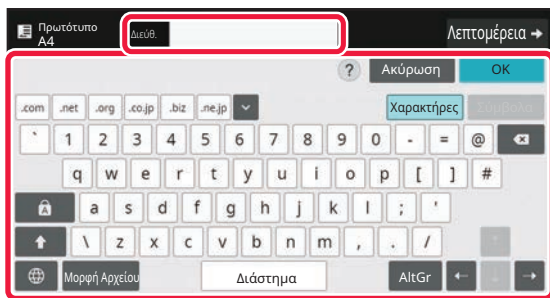 Πρωτότυπο
A4
Διεύθ.
Λεπτομέρεια
? Ακύρωση OK
.com .net .org .co.jp .biz .ne.jp Χαρακτήρες Σύμβολα
` 1 2 3 4 5 6 7 8 9 0 - = @
q w e r t y u i o p [ ] #
A a s d f g h j k l ; '
\ z x c v b n m , . /
Μορφή Αρχείου Διάστημα AltGr